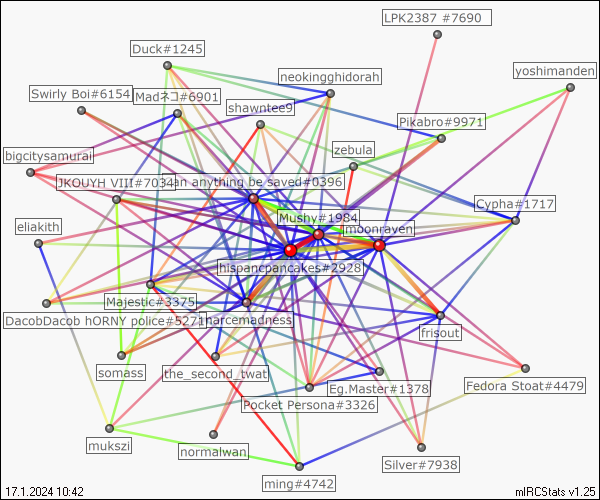 LPK2387 #7690
Duck#1245
yoshimanden
neokingghidorah
Swirly Boi#6154
Madネコ#6901
shawntee9
Pikabro#9971
zebula
bigcitysamurai
JKOUYH VIII#7034
an anything be saved#0396
Cypha#1717
Mushy#1984
moonraven
eliakith
hispancpancakes#2928
Majestic#3375
DacobDacob hORNY police#5271
narcemadness
frisout
somass
the_second_twat
Eg.Master#1378
Fedora Stoat#4479
Pocket Persona#3326
mukszi
normalwan
Silver#7938
ming#4742
17.1.2024 10:42
mIRCStats v1.25